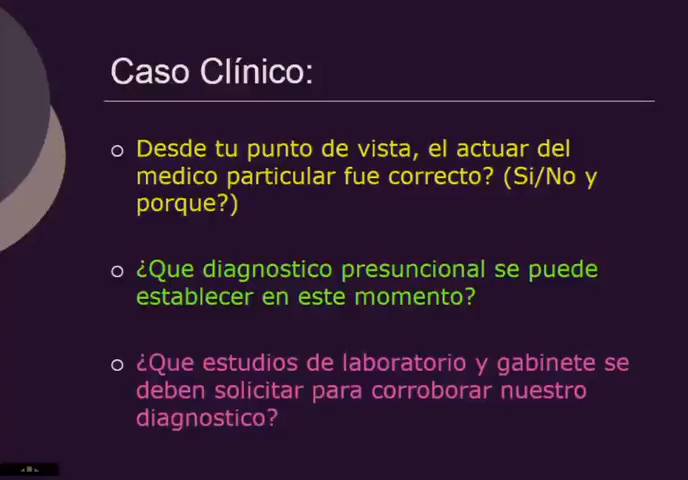 Caso Clínico:
Desde tu punto de vista, el actuar del
medico particular fue correcto? (Si/No y
porque?)
¿Que diagnostico presuncional se puede
establecer en este momento?
¿Que estudios de laboratorio y gabinete se
deben solicitar para corroborar nuestro
diagnostico?